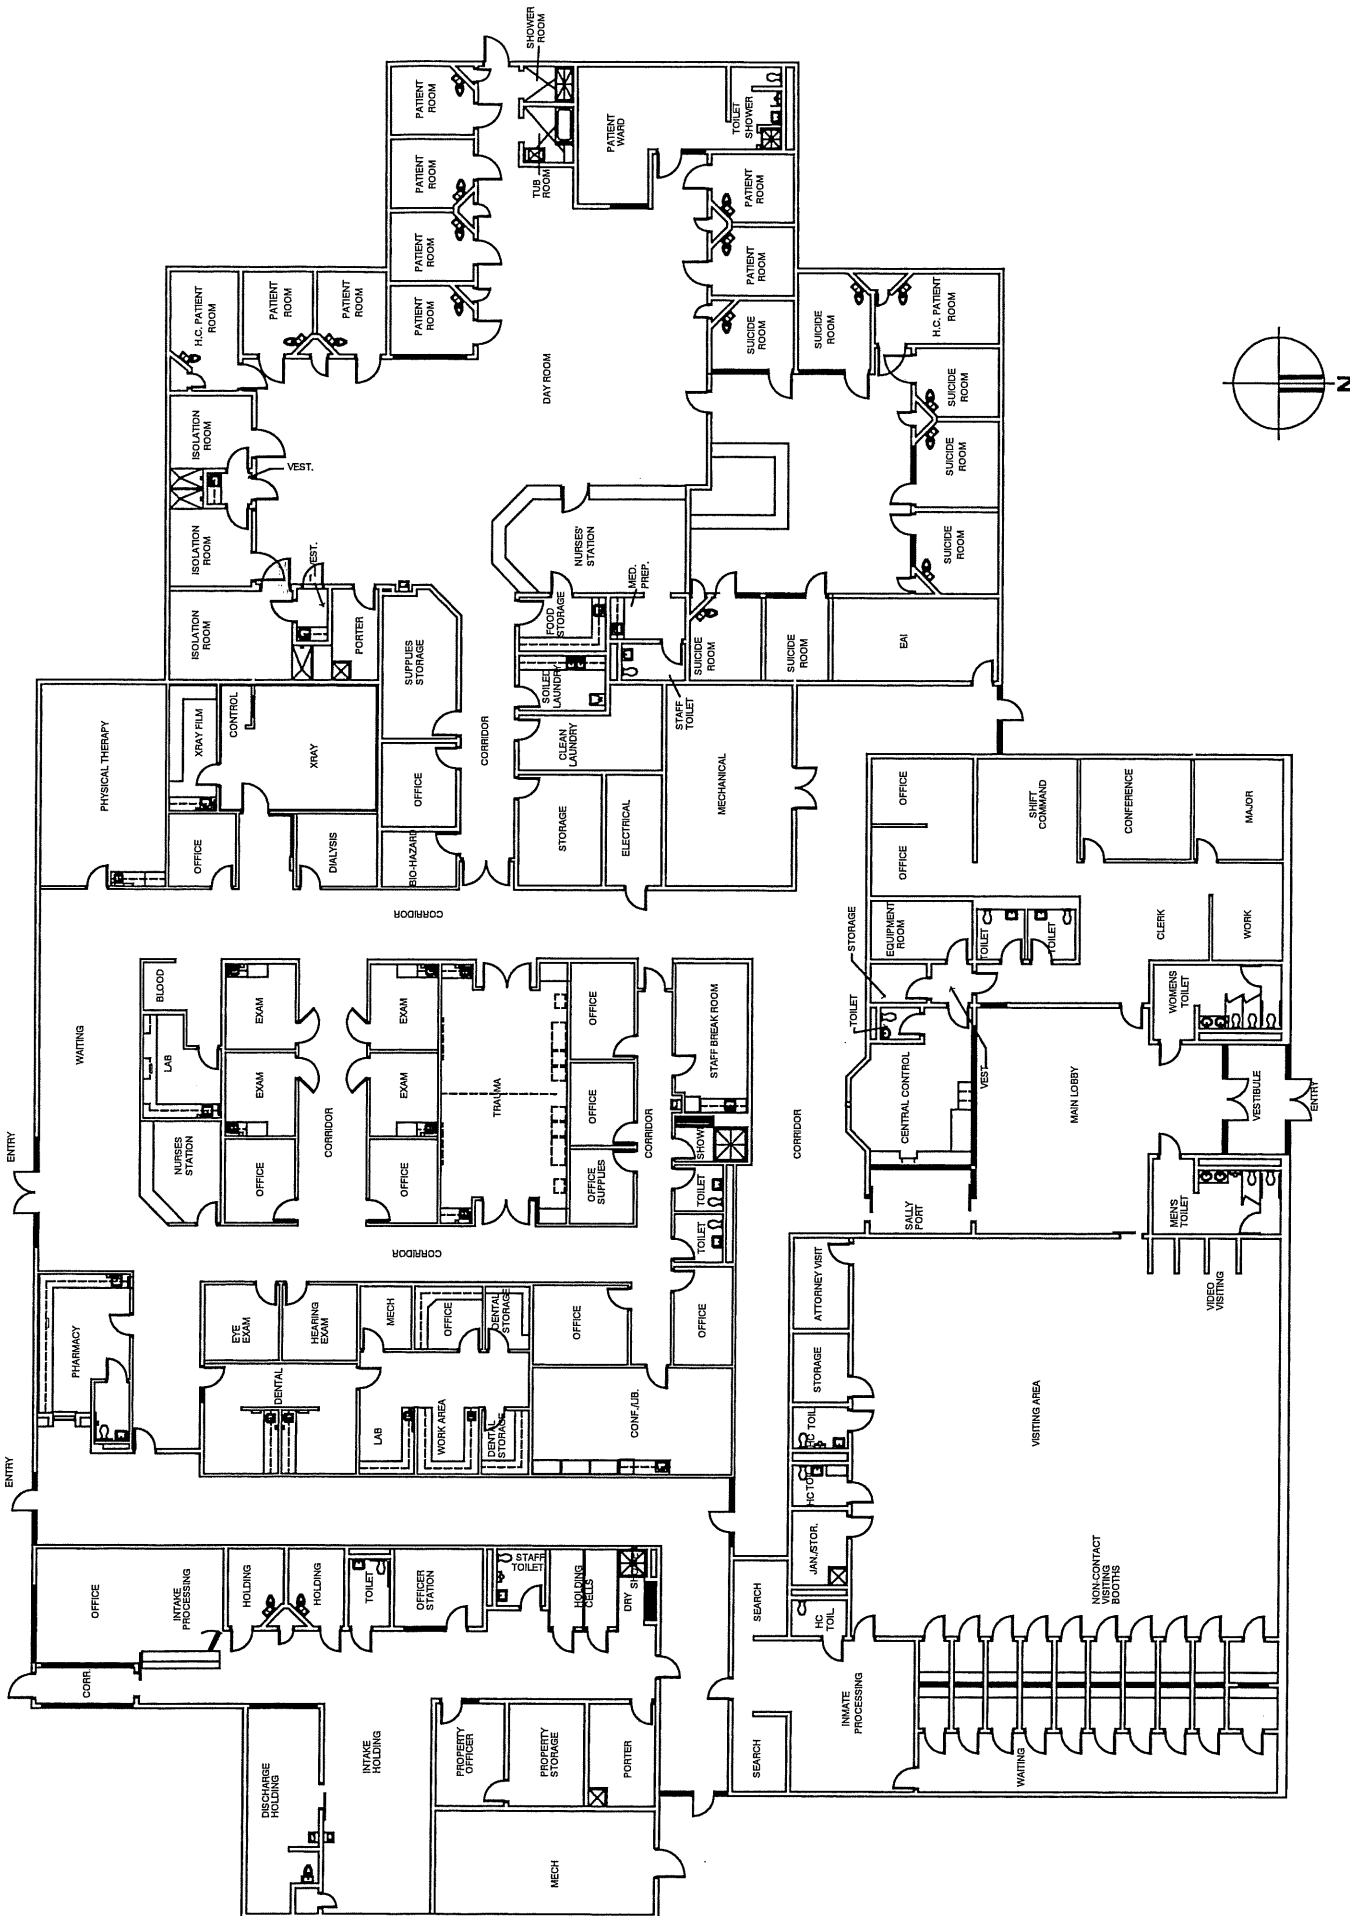 SHOWER
ROOM
PATIENT
ROOM
PATIENT
WARD
TOILET
SHOWER
PATIENT
ROOM
TUB
ROOM
PATIENT
ROOM
PATIENT
ROOM
PATIENT
ROOM
H.C. PATIENT
ROOM
PATIENT
ROOM
PATIENT
ROOM
PATIENT
ROOM
SUICIDE
ROOM
SUICIDE
ROOM
H.C. PATIENT
ROOM
DAY ROOM
SUICIDE
ROOM
N
ISOLATION
ROOM
VEST.
SUICIDE
ROOM
ISOLATION
ROOM
VEST.
NURSES'
STATION
MED.
PREP.
SUICIDE
ROOM
ISOLATION
ROOM
PORTER
SUPPLIES
STORAGE
FOOD
STORAGE
SUICIDE
ROOM
SUICIDE
ROOM
EAI
SOILED
LAUNDRY
STAFF
TOILET
PHYSICAL THERAPY
XRAY FILM
CONTROL
XRAY
CORRIDOR
CLEAN
LAUNDRY
MECHANICAL
OFFICE
OFFICE
SHIFT
COMMAND
CONFERENCE
MAJOR
OFFICE
DIALYSIS
BIO-HAZARD
STORAGE
ELECTRICAL
OFFICE
CORRIDOR
STORAGE
EQUIPMENT
ROOM
TOILET
TOILET
CLERK
WORK
WAITING
BLOOD
EXAM
EXAM
OFFICE
STAFF BREAK ROOM
TOILET
WOMENS
TOILET
LAB
EXAM
EXAM
TRAUMA
OFFICE
CENTRAL CONTROL
VEST
MAIN LOBBY
VESTIBULE
ENTRY
ENTRY
NURSES
STATION
OFFICE
CORRIDOR
OFFICE
OFFICE
SUPPLIES
CORRIDOR
SHOW
TOILET
TOILET
CORRIDOR
SALLY
PORT
MENS
TOILET
CORRIDOR
PHARMACY
EYE
EXAM
HEARING
EXAM
MECH
OFFICE
DENTAL
STORAGE
OFFICE
OFFICE
ATTORNEY VISIT
VIDEO
VISITING
DENTAL
STORAGE
VISITING AREA
ENTRY
LAB
WORK AREA
DENTAL
STORAGE
CONF./LIB.
HC TOIL
HC TOIL
JAN./STOR.
OFFICE
INTAKE
PROCESSING
HOLDING
HOLDING
TOILET
OFFICER
STATION
STAFF
TOILET
HOLDING
CELLS
DRY
SH
SEARCH
HC
TOIL
NON-CONTACT
VISITING
BOOTHS
CORR.
DISCHARGE
HOLDING
INTAKE
HOLDING
PROPERTY
OFFICER
PROPERTY
STORAGE
PORTER
SEARCH
INMATE
PROCESSING
WAITING
MECH